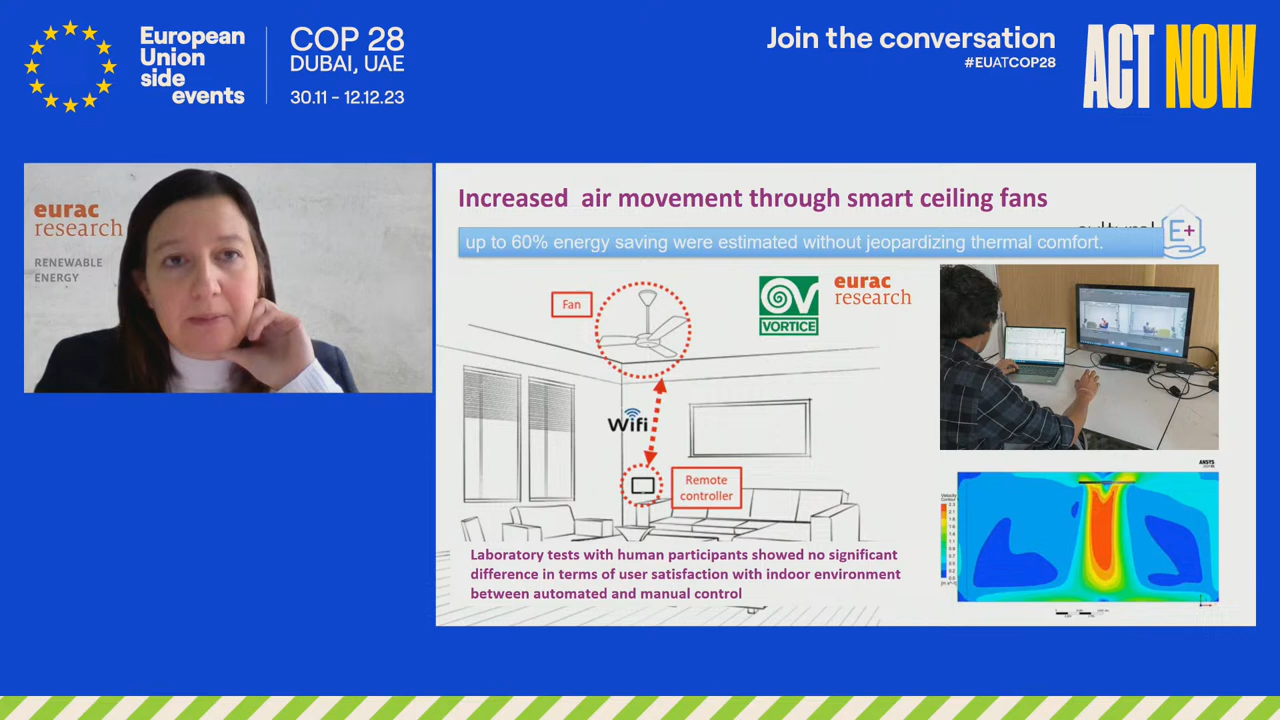 European
Union
side
events
COP 28
DUBAI, UAE
30.11 – 12.12.23
Join the conversation
#EUATCOP28
ACT NOW
eurac
research
RENEWABLE
ENERGY
Increased air movement through smart ceiling fans
up to 60% energy saving were estimated without jeopardizing thermal comfort.
E+
Fan
VORTICE
eurac
research
Wifi
Remote
controller
Laboratory tests with human participants showed no significant
difference in terms of user satisfaction with indoor environment
between automated and manual control
ANSYS
Velocity
Contour